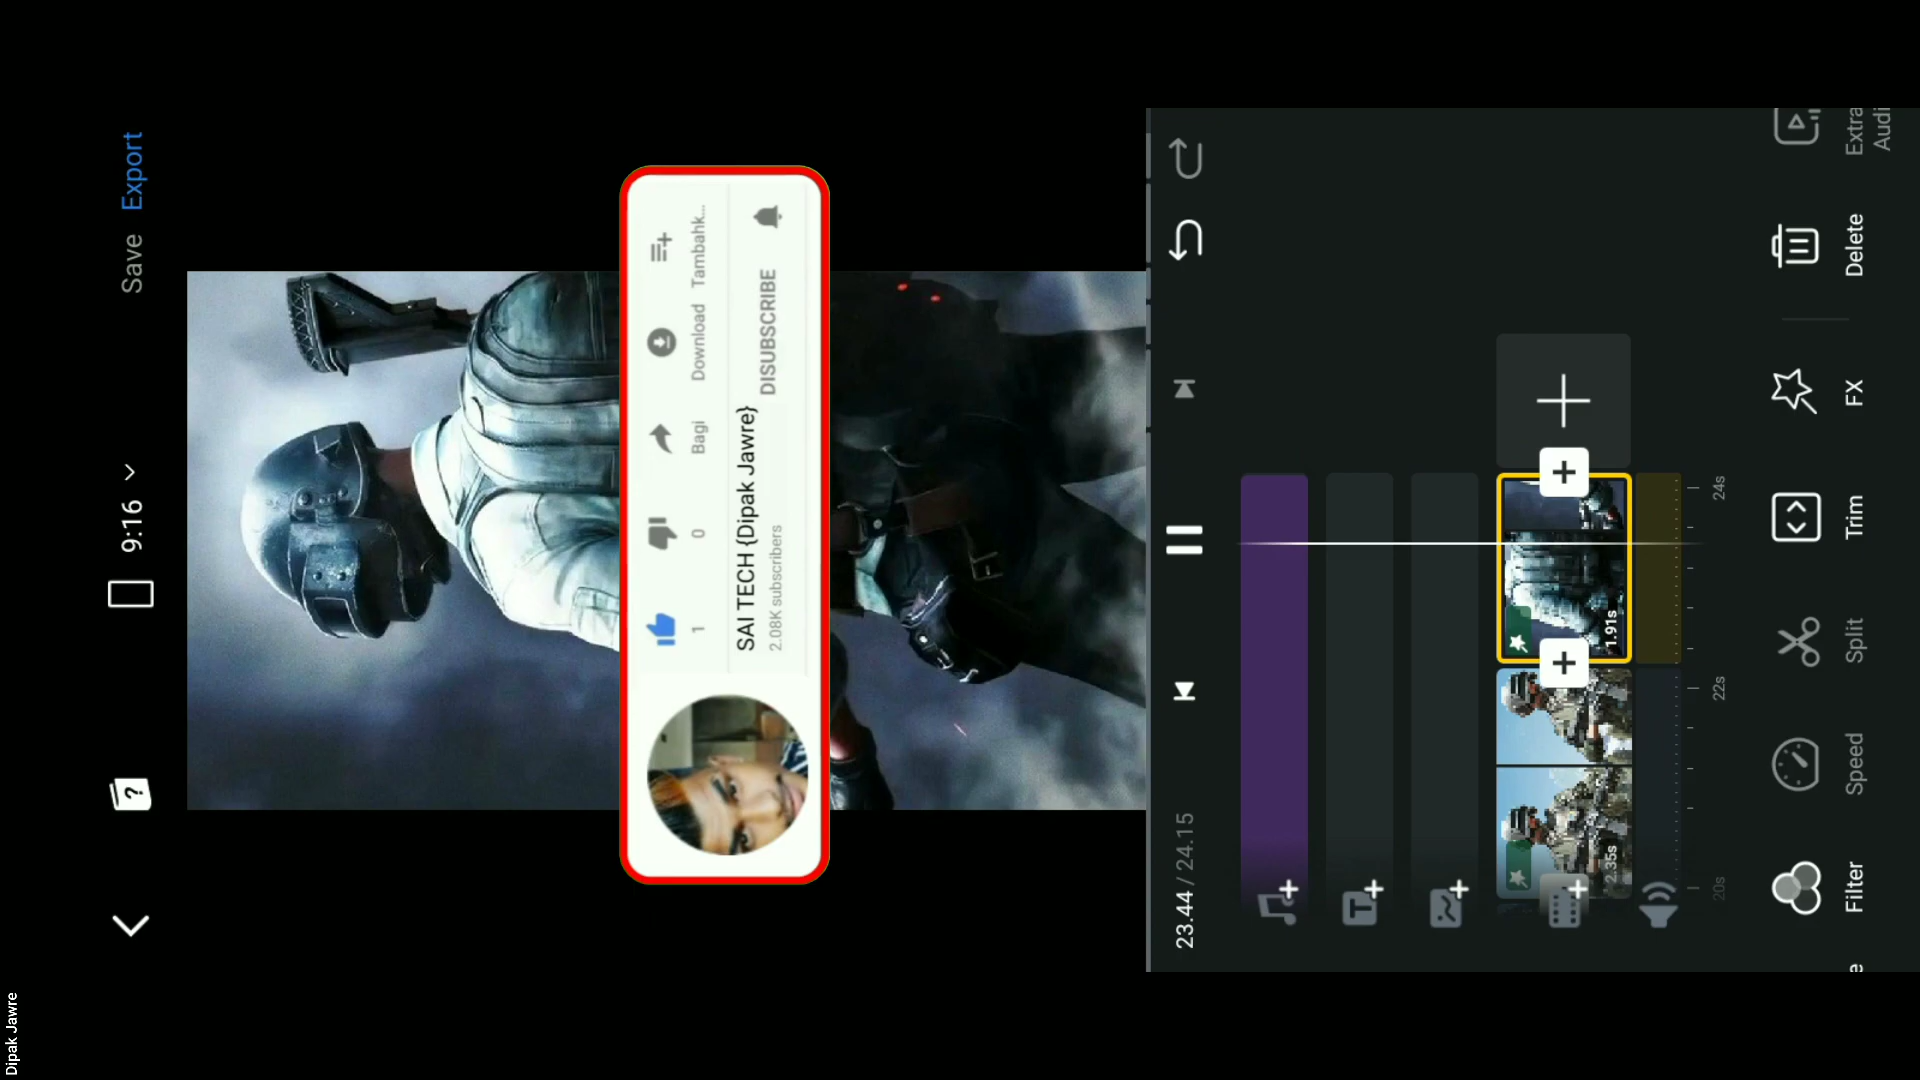 Save Export
9:16
1 0 Bagi Download Tambahk...
SAI TECH {Dipak Jawre}
2.08K subscribers
DISUBSCRIBE
23.44 / 24.15
2.35s
1.91s
20s 22s 24s
e Filter Speed Split Trim FX Delete Extra
Audi
Dipak Jawre